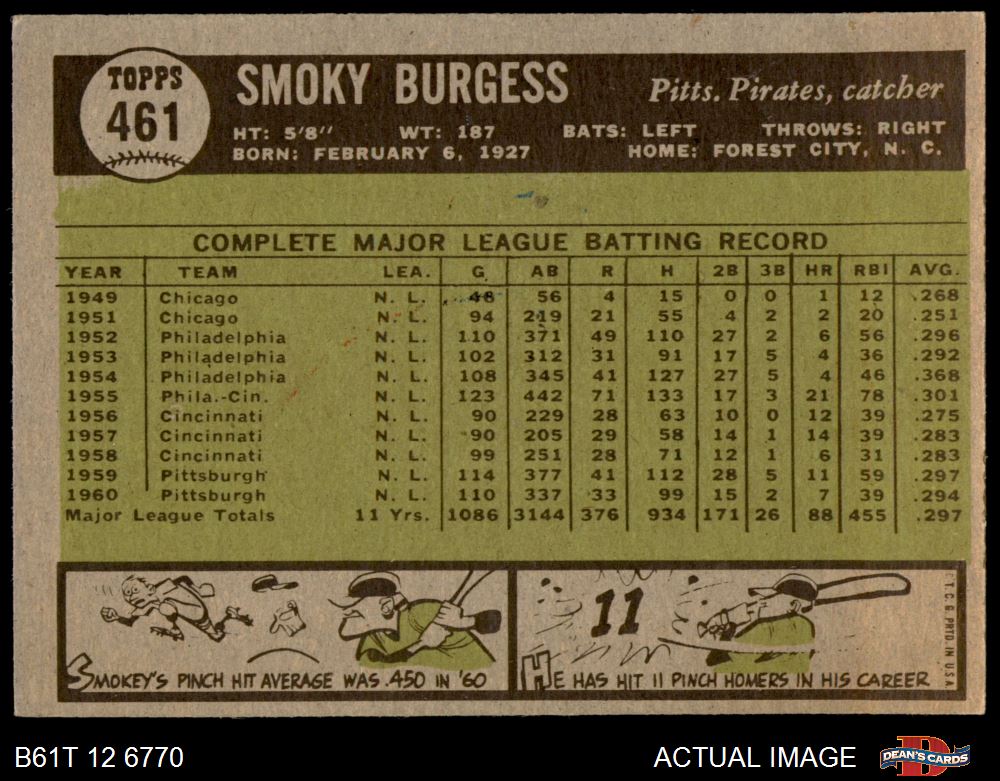 TOPPS
461
SMOKY BURGESS
Pitts. Pirates, catcher
HT: 5'8" WT: 187 BATS: LEFT THROWS: RIGHT
BORN: FEBRUARY 6, 1927 HOME: FOREST CITY, N. C.
COMPLETE MAJOR LEAGUE BATTING RECORD
YEAR TEAM LEA. G AB R H 2B 3B HR RBI AVG.
1949 Chicago N. L. 46 56 4 15 0 0 1 12 .268
1951 Chicago N. L. 94 219 21 55 4 2 2 20 .251
1952 Philadelphia N. L. 110 371 49 110 27 2 6 56 .296
1953 Philadelphia N. L. 102 312 31 91 17 5 4 36 .292
1954 Philadelphia N. L. 108 345 41 127 27 5 4 46 .368
1955 Phila.-Cin. N. L. 123 442 71 133 17 3 21 78 .301
1956 Cincinnati N. L. 90 229 28 63 10 0 12 39 .275
1957 Cincinnati N. L. 90 205 29 58 14 1 14 39 .283
1958 Cincinnati N. L. 99 251 28 71 12 1 6 31 .283
1959 Pittsburgh N. L. 114 377 41 112 28 5 11 59 .297
1960 Pittsburgh N. L. 110 337 33 99 15 2 7 39 .294
Major League Totals 11 Yrs. 1086 3144 376 934 171 26 88 455 .297
SMOKEY'S PINCH HIT AVERAGE WAS .450 IN '60
11
HE HAS HIT 11 PINCH HOMERS IN HIS CAREER
T. C. G. PRTD. IN U.S.A.
B61T 12 6770
ACTUAL IMAGE
D
DEAN'S CARDS